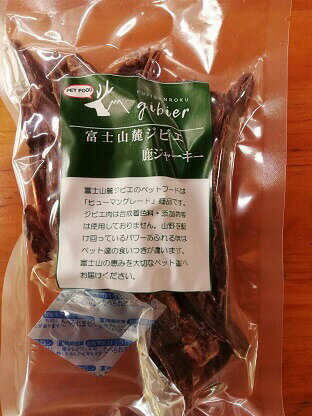 PET FOOD
FUJISANROKU
gibier
富士山麓ジビエ
鹿ジャーキー
富士山麓ジビエのペットフードは
「ヒューマングレード」商品です。
ジビエ肉は合成着色料・添加物等
は使用しておりません。山野を駆
け回っているパワーあふれる味は
ペット達の食いつきが違います。
富士山の恵みを大切なペット達へ
お届けください。